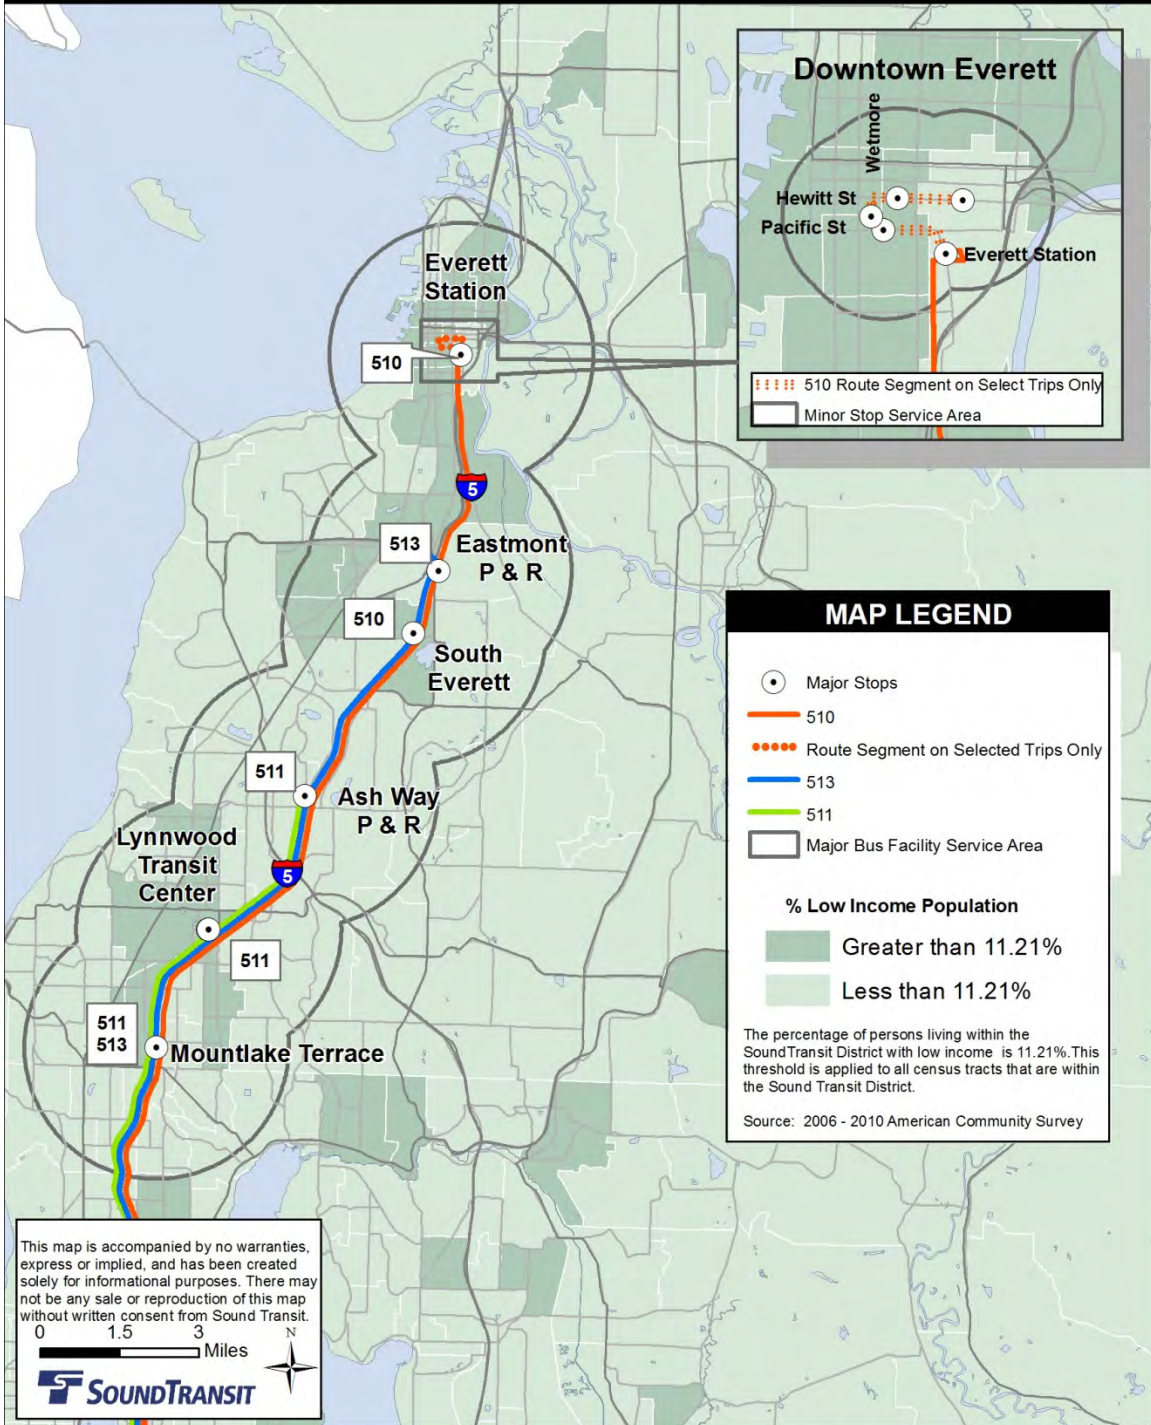 Downtown Everett
Wetmore
Hewitt St
Pacific St
Everett Station
510 Route Segment on Select Trips Only
Minor Stop Service Area
Everett
Station
510
5
513
Eastmont
P & R
510
South
Everett
511
Ash Way
P & R
Lynnwood
Transit
Center
5
511
511
513
Mountlake Terrace
MAP LEGEND
Major Stops
510
Route Segment on Selected Trips Only
513
511
Major Bus Facility Service Area
% Low Income Population
Greater than 11.21%
Less than 11.21%
The percentage of persons living within the
SoundTransit District with low income is 11.21%.This
threshold is applied to all census tracts that are within
the Sound Transit District.
Source: 2006 - 2010 American Community Survey
This map is accompanied by no warranties,
express or implied, and has been created
solely for informational purposes. There may
not be any sale or reproduction of this map
without written consent from Sound Transit.
0 1.5 3
Miles
N
SOUNDTRANSIT